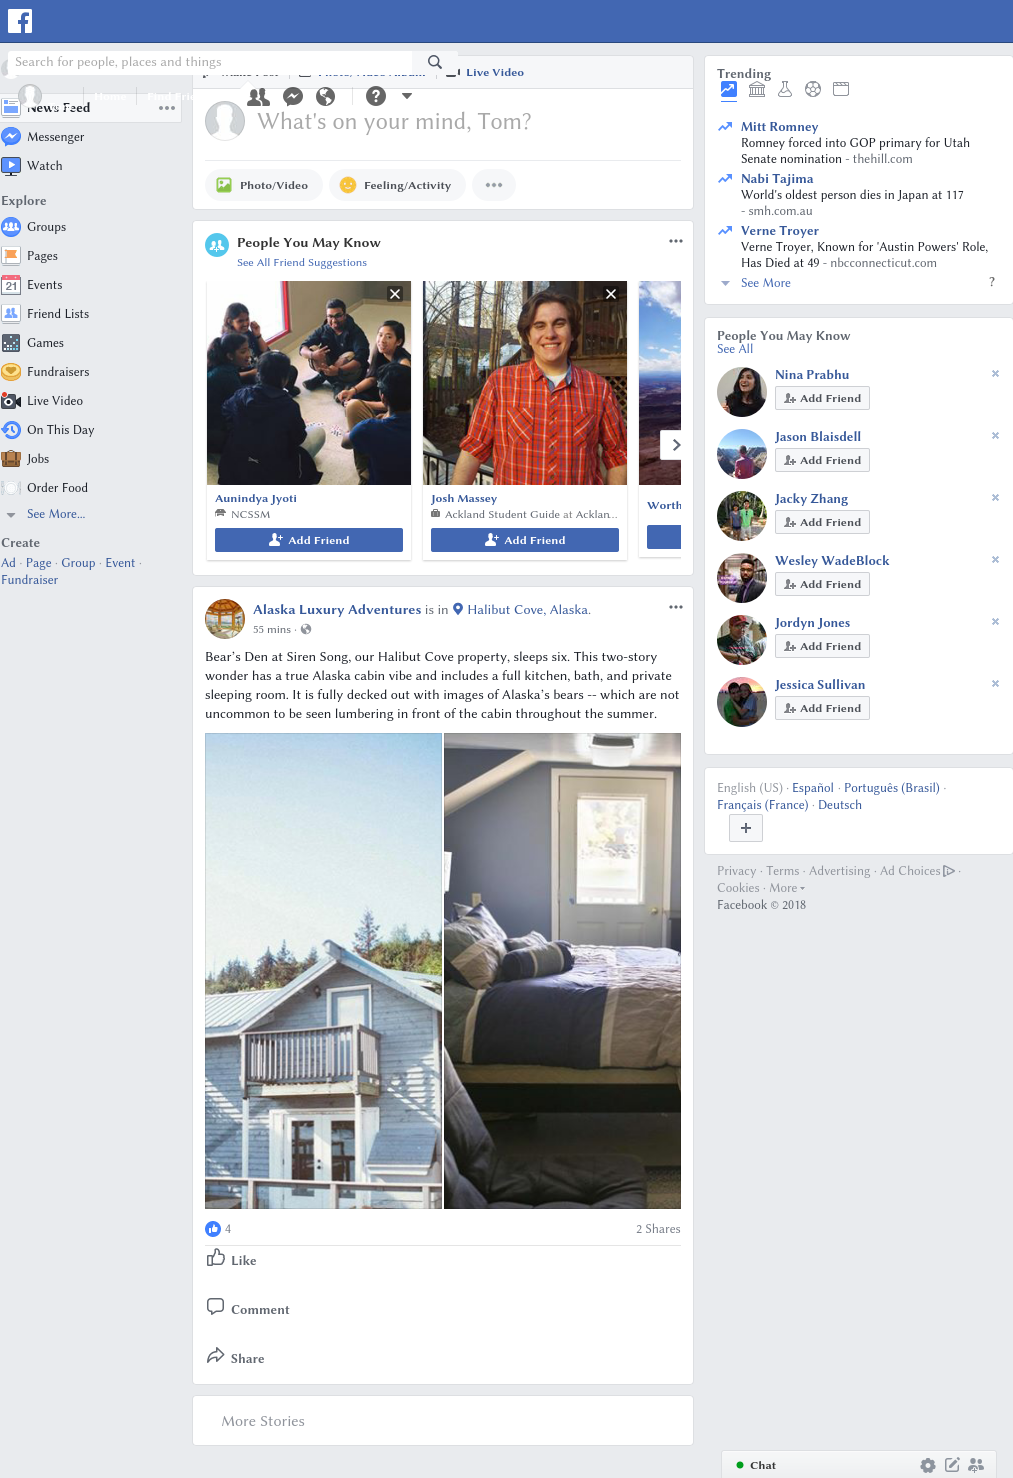 Search for people, places and things
Live Video
News Feed
Messenger
Watch
Explore
Groups
Pages
Events
Friend Lists
Games
Fundraisers
Live Video
On This Day
Jobs
Order Food
See More...
Create
Ad · Page · Group · Event ·
Fundraiser
What's on your mind, Tom?
Photo/Video
Feeling/Activity
People You May Know
See All Friend Suggestions
Aunindya Jyoti
NCSSM
Add Friend
Josh Massey
Ackland Student Guide at Acklan...
Add Friend
Worth
Alaska Luxury Adventures is in Halibut Cove, Alaska.
55 mins ·
Bear's Den at Siren Song, our Halibut Cove property, sleeps six. This two-story
wonder has a true Alaska cabin vibe and includes a full kitchen, bath, and private
sleeping room. It is fully decked out with images of Alaska's bears -- which are not
uncommon to be seen lumbering in front of the cabin throughout the summer.
4
2 Shares
Like
Comment
Share
More Stories
Trending
Mitt Romney
Romney forced into GOP primary for Utah
Senate nomination - thehill.com
Nabi Tajima
World's oldest person dies in Japan at 117
- smh.com.au
Verne Troyer
Verne Troyer, Known for 'Austin Powers' Role,
Has Died at 49 - nbcconnecticut.com
See More
?
People You May Know
See All
Nina Prabhu
Add Friend
Jason Blaisdell
Add Friend
Jacky Zhang
Add Friend
Wesley WadeBlock
Add Friend
Jordyn Jones
Add Friend
Jessica Sullivan
Add Friend
English (US) · Español · Português (Brasil) ·
Français (France) · Deutsch
Privacy · Terms · Advertising · Ad Choices ·
Cookies · More
Facebook © 2018
Chat